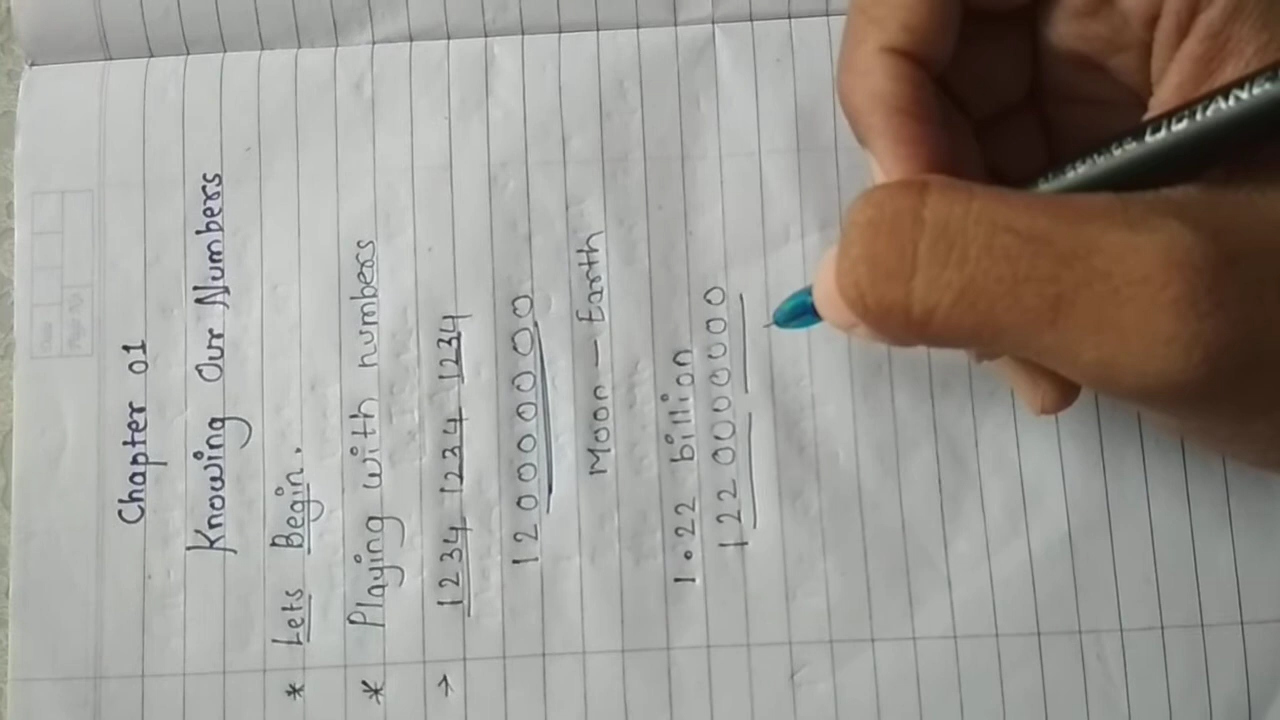 Chapter 01
Knowing Our Numbers
* Lets Begin.
* Playing with numbers
→ 1234 1234 1234
1200000000
Moon — Earth
1.22 billion
1220000000